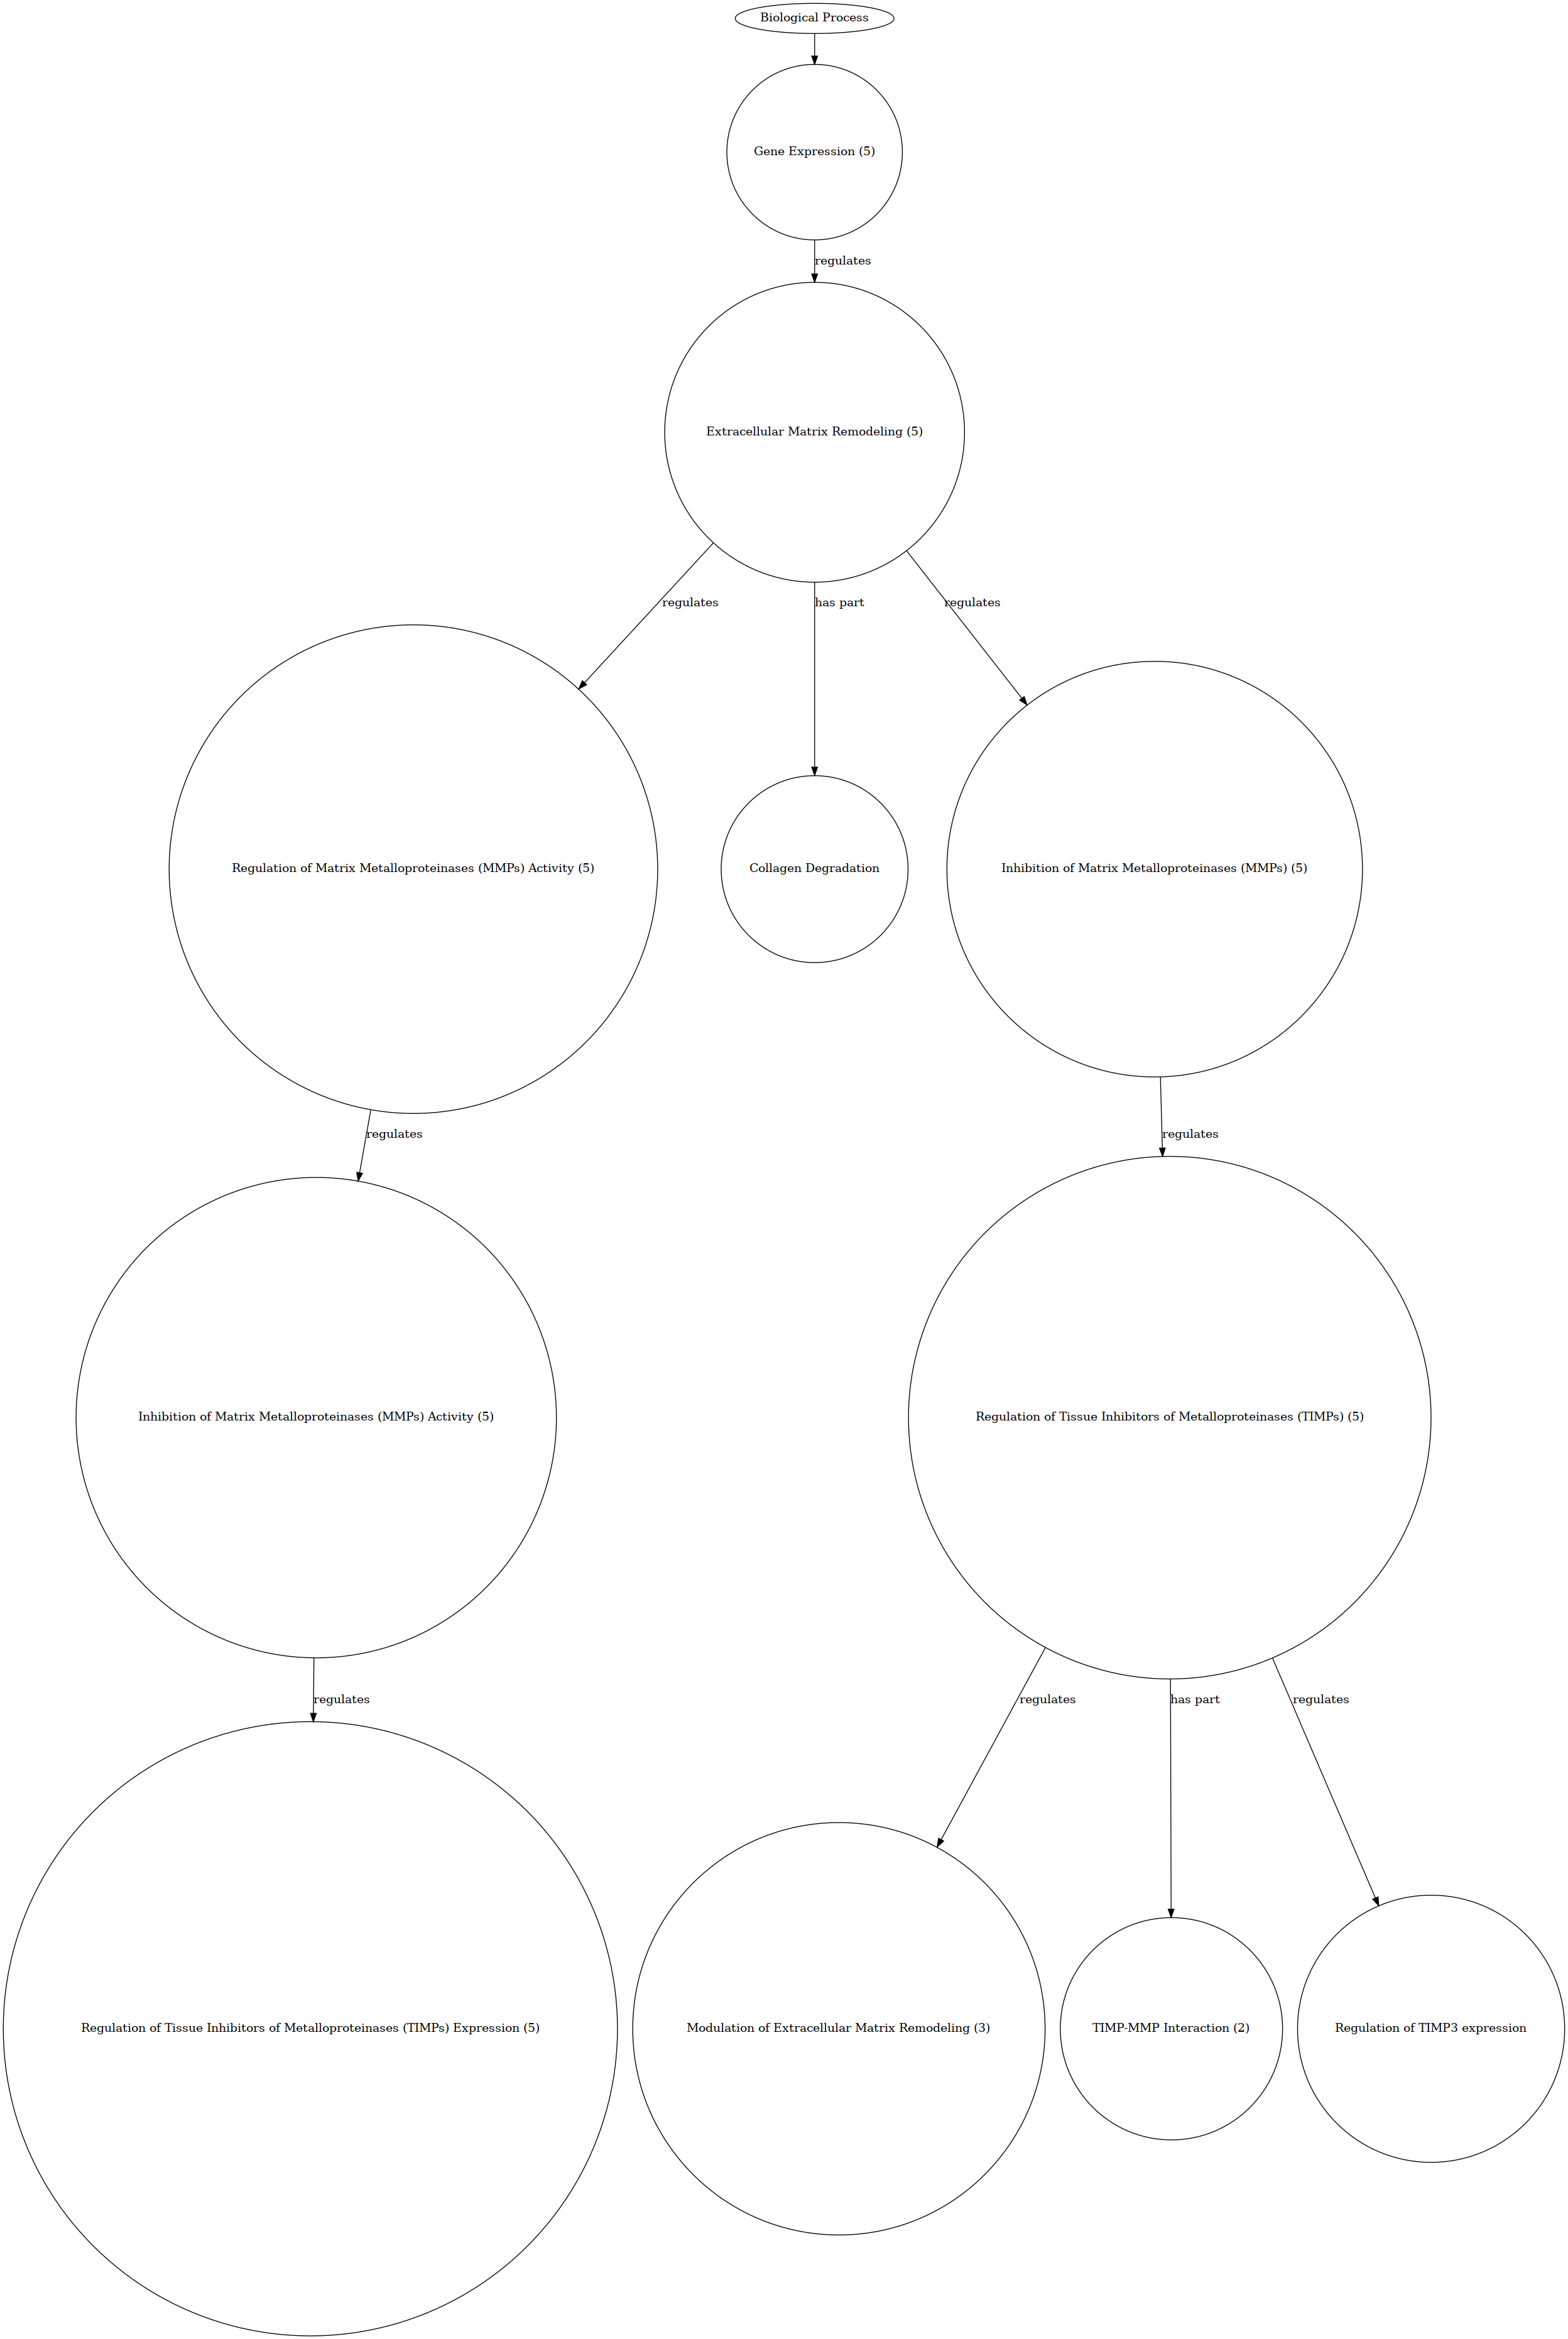 Biological Process
Gene Expression (5)
regulates
Extracellular Matrix Remodeling (5)
regulates
has part
regulates
Regulation of Matrix Metalloproteinases (MMPs) Activity (5)
Collagen Degradation
Inhibition of Matrix Metalloproteinases (MMPs) (5)
regulates
regulates
Inhibition of Matrix Metalloproteinases (MMPs) Activity (5)
Regulation of Tissue Inhibitors of Metalloproteinases (TIMPs) (5)
regulates
regulates
has part
regulates
Regulation of Tissue Inhibitors of Metalloproteinases (TIMPs) Expression (5)
Modulation of Extracellular Matrix Remodeling (3)
TIMP-MMP Interaction (2)
Regulation of TIMP3 expression